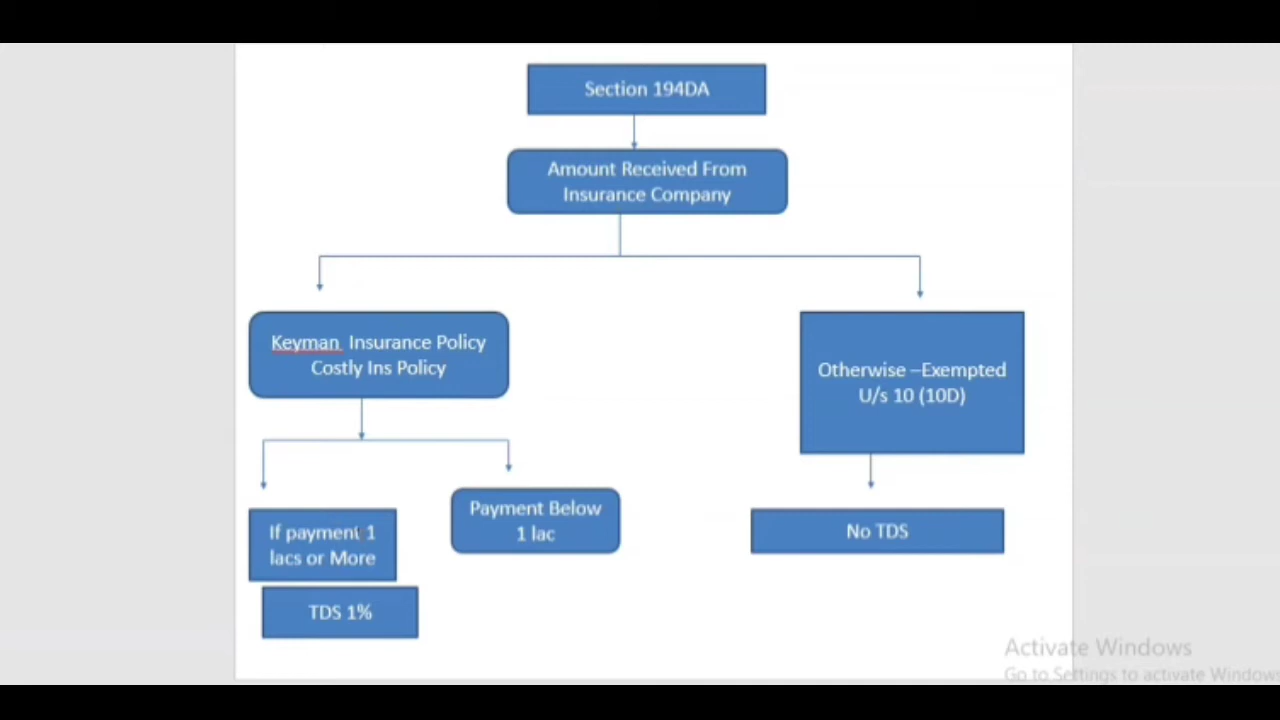 Section 194DA
Amount Received From
Insurance Company
Keyman Insurance Policy
Costly Ins Policy
Otherwise –Exempted
U/s 10 (10D)
If payment 1
lacs or More
Payment Below
1 lac
No TDS
TDS 1%
Activate Windows
Go to Settings to activate Windows